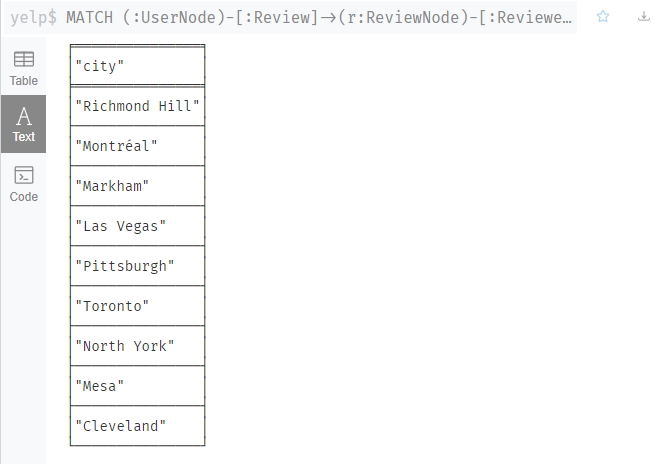 yelp$ MATCH (:UserNode)-[:Review]->(r:ReviewNode)-[:Reviewe…
Table
Text
Code
"city"
"Richmond Hill"
"Montréal"
"Markham"
"Las Vegas"
"Pittsburgh"
"Toronto"
"North York"
"Mesa"
"Cleveland"